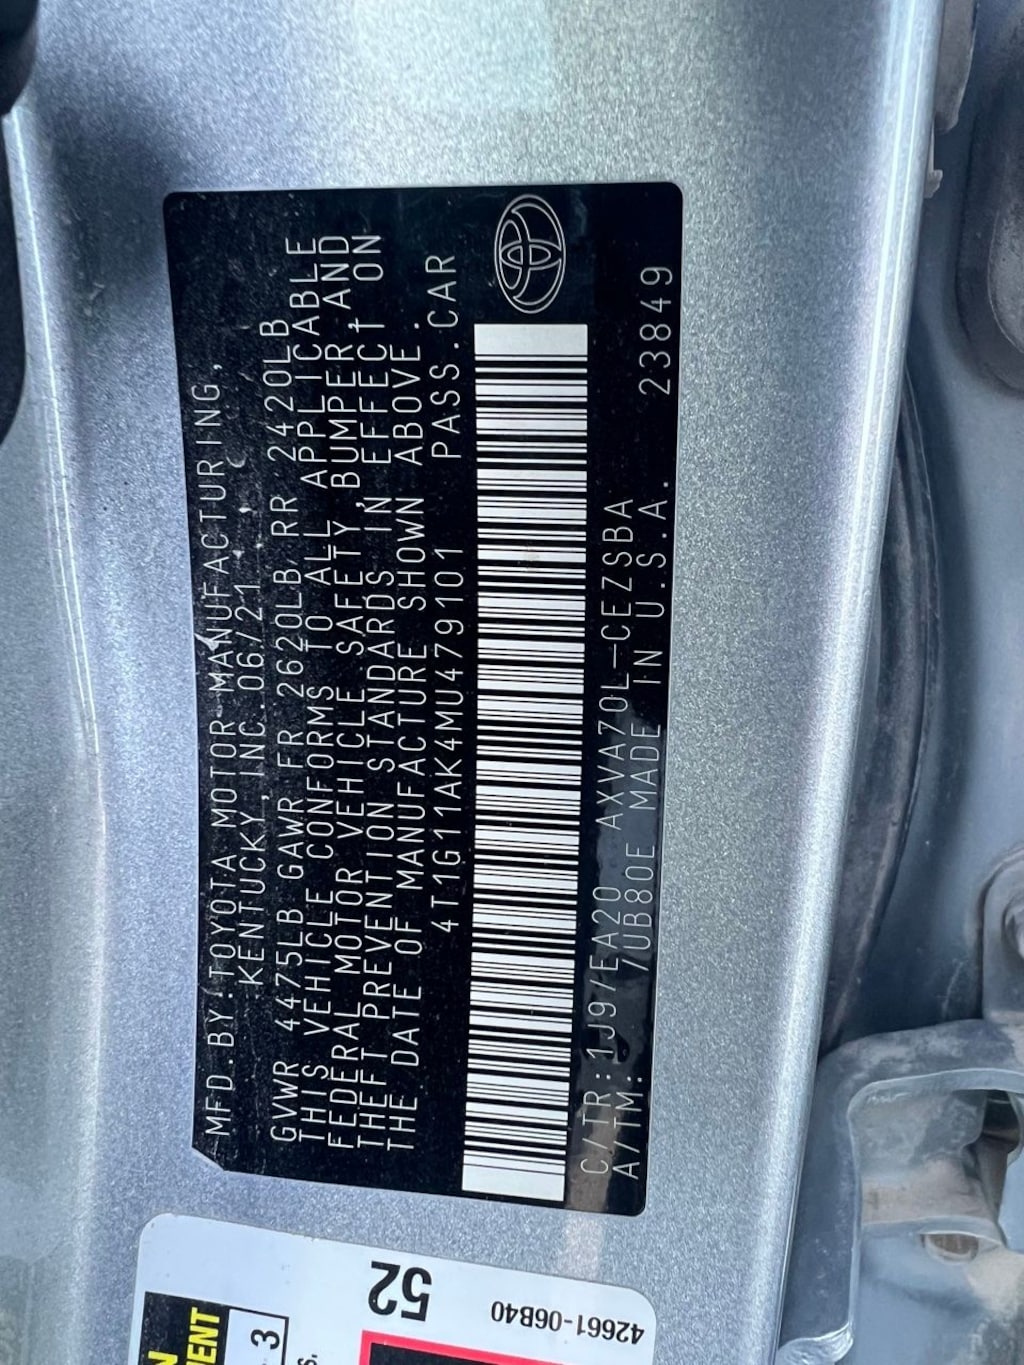 MFD.BY:TOYOTA MOTOR MANUFACTURING,
KENTUCKY,INC.06/21
GVWR 4475LB GAWR FR 2620LB RR 2420LB
THIS VEHICLE CONFORMS TO ALL APPLICABLE
FEDERAL MOTOR VEHICLE SAFETY,BUMPER,AND
THEFT PREVENTION STANDARDS IN EFFECT ON
THE DATE OF MANUFACTURE SHOWN ABOVE.
4T1G11AK4MU479101 PASS.CAR
C/TR:1J9/EA20 AXVA70L-CEZSBA
A/TM: /UB80E MADE IN U.S.A. 23849
52
42661-06B40
3